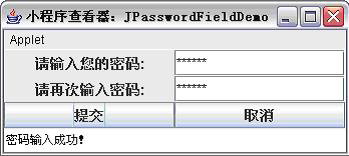 小程序查看器：JPasswordFieldDemo
Applet
请输入您的密码: ******
请再次输入密码: ******
提交 取消
密码输入成功!